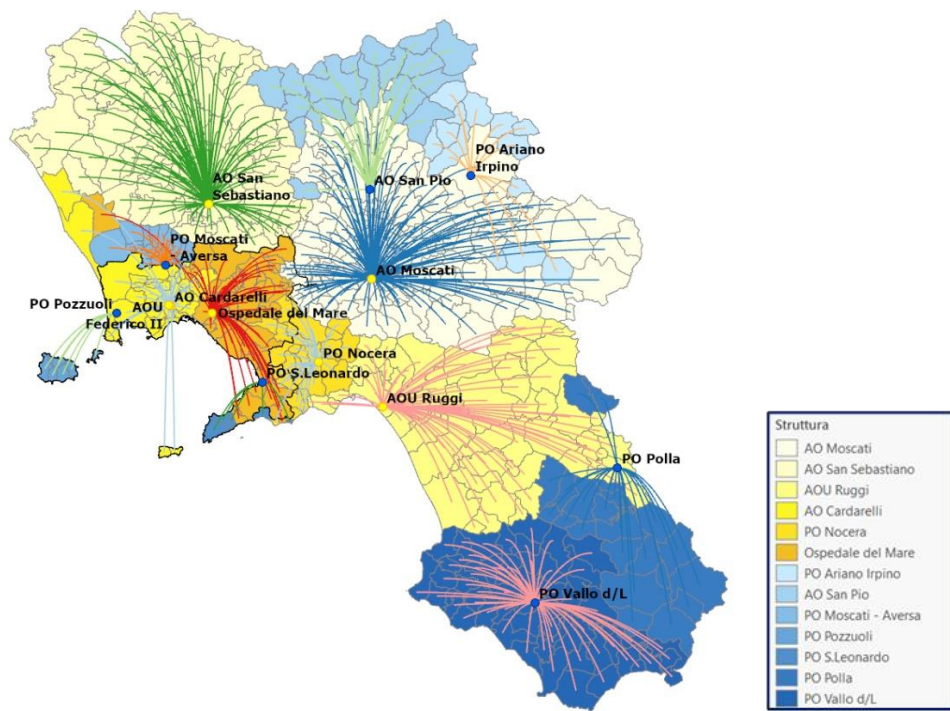 PO Ariano
Irpino
AO San
Sebastiano
AO San Pio
PO Moscati
- Aversa
AO Moscati
PO Pozzuoli
AOU
Federico II
AO Cardarelli
Ospedale del Mare
PO Nocera
PO S.Leonardo
AOU Ruggi
PO Polla
PO Vallo d/L
Struttura
AO Moscati
AO San Sebastiano
AOU Ruggi
AO Cardarelli
PO Nocera
Ospedale del Mare
PO Ariano Irpino
AO San Pio
PO Moscati - Aversa
PO Pozzuoli
PO S.Leonardo
PO Polla
PO Vallo d/L